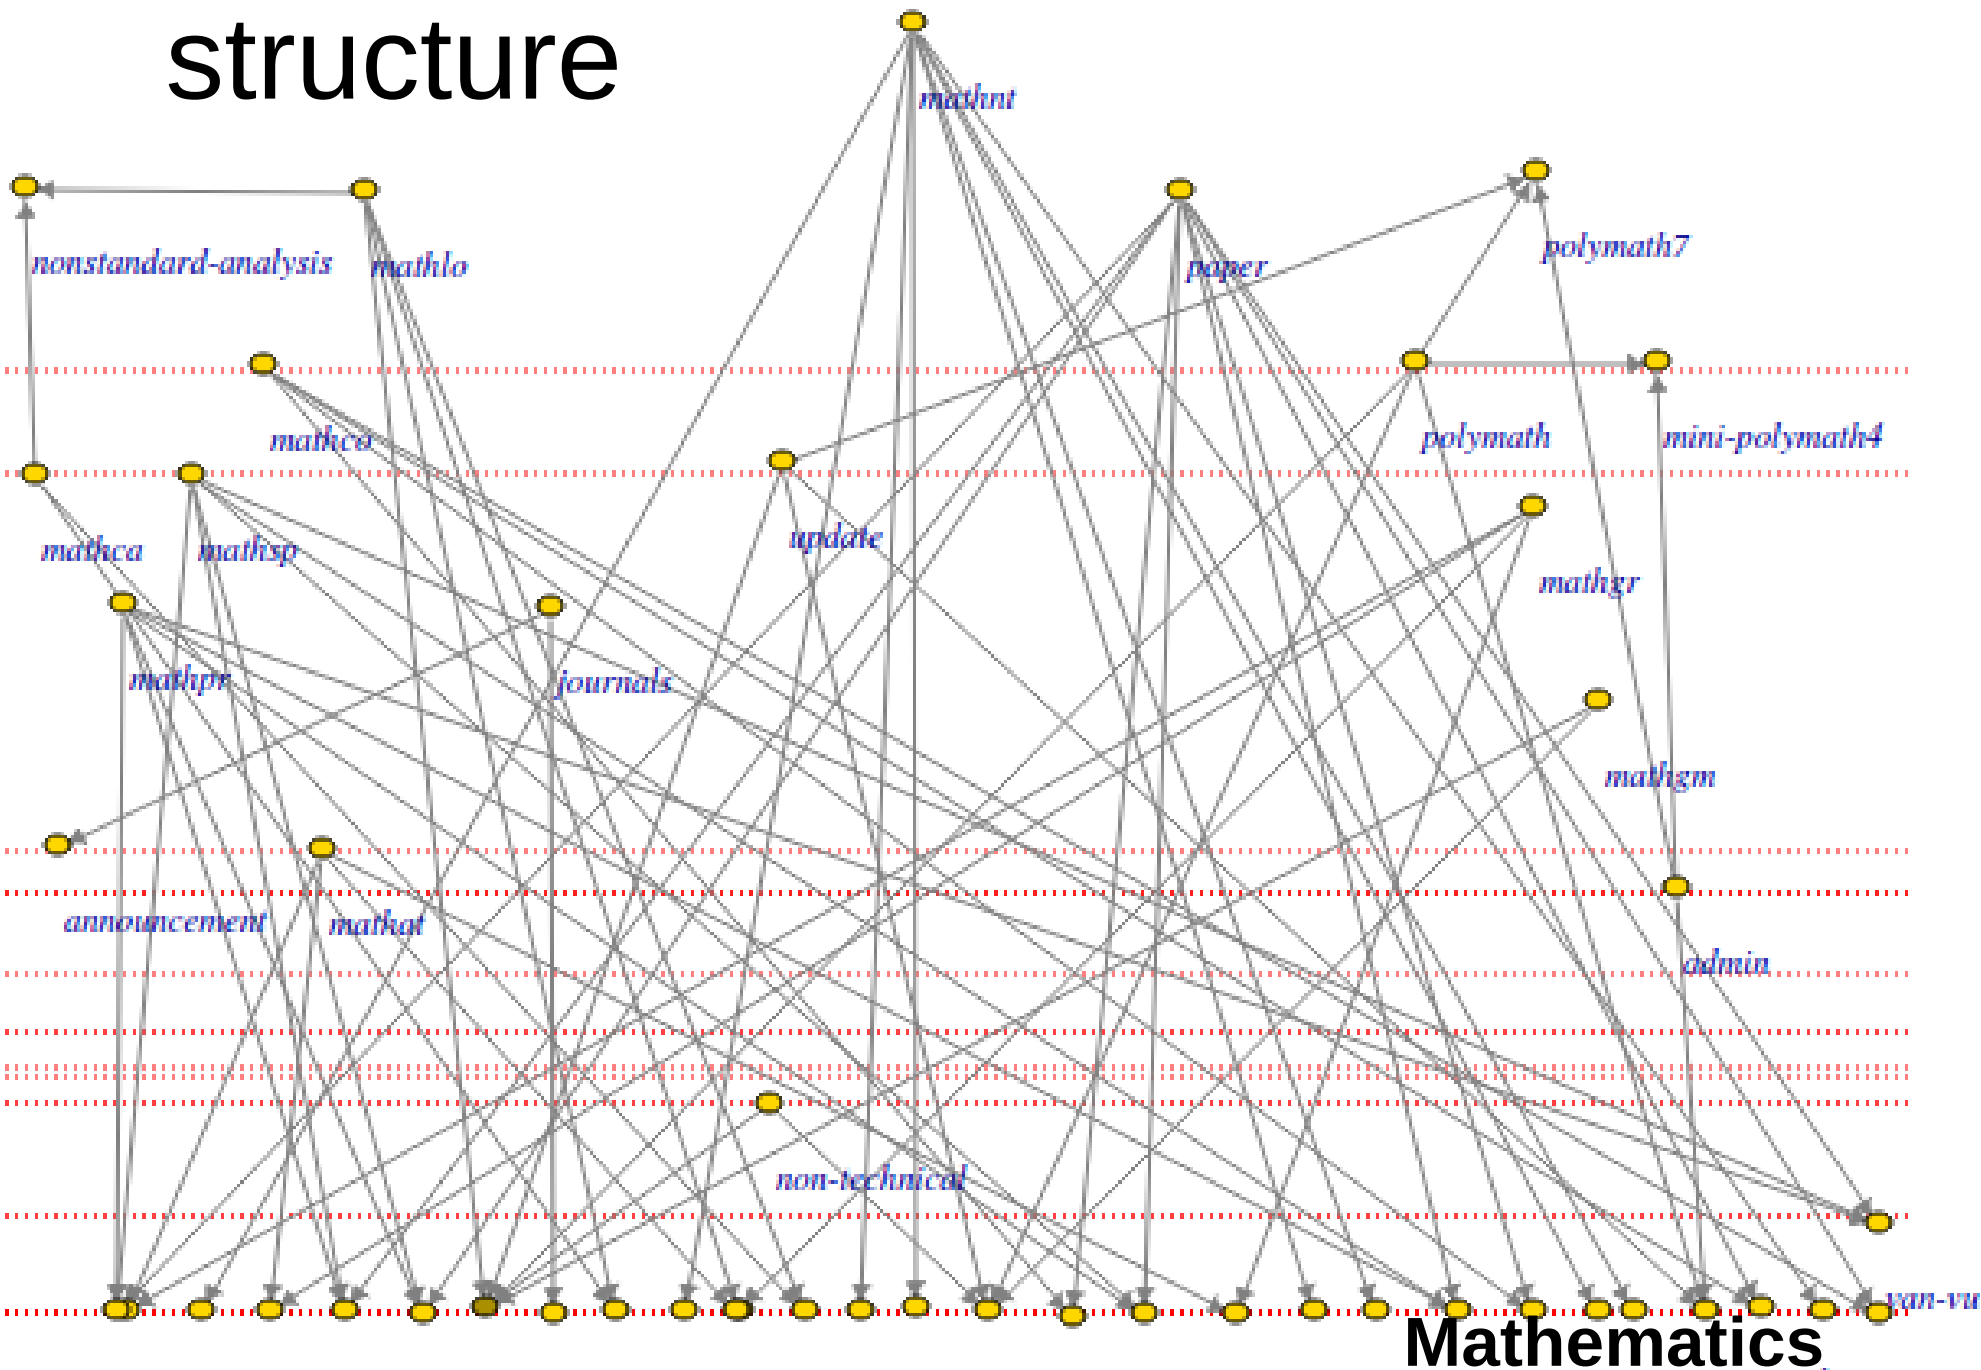 structure
mathnt
nonstandard-analysis
mathlo
paper
polymath7
mathco
polymath
mini-polymath4
mathca
mathsp
update
mathgr
mathpr
journals
mathgm
announcement
mathat
admin
non-technical
van-vu
Mathematics